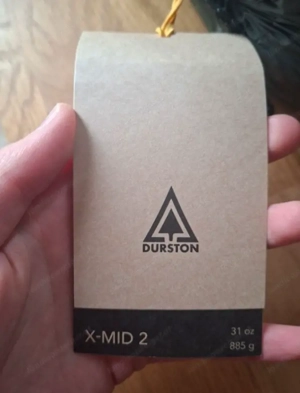 DURSTON
X-MID 2
31 oz
885 g